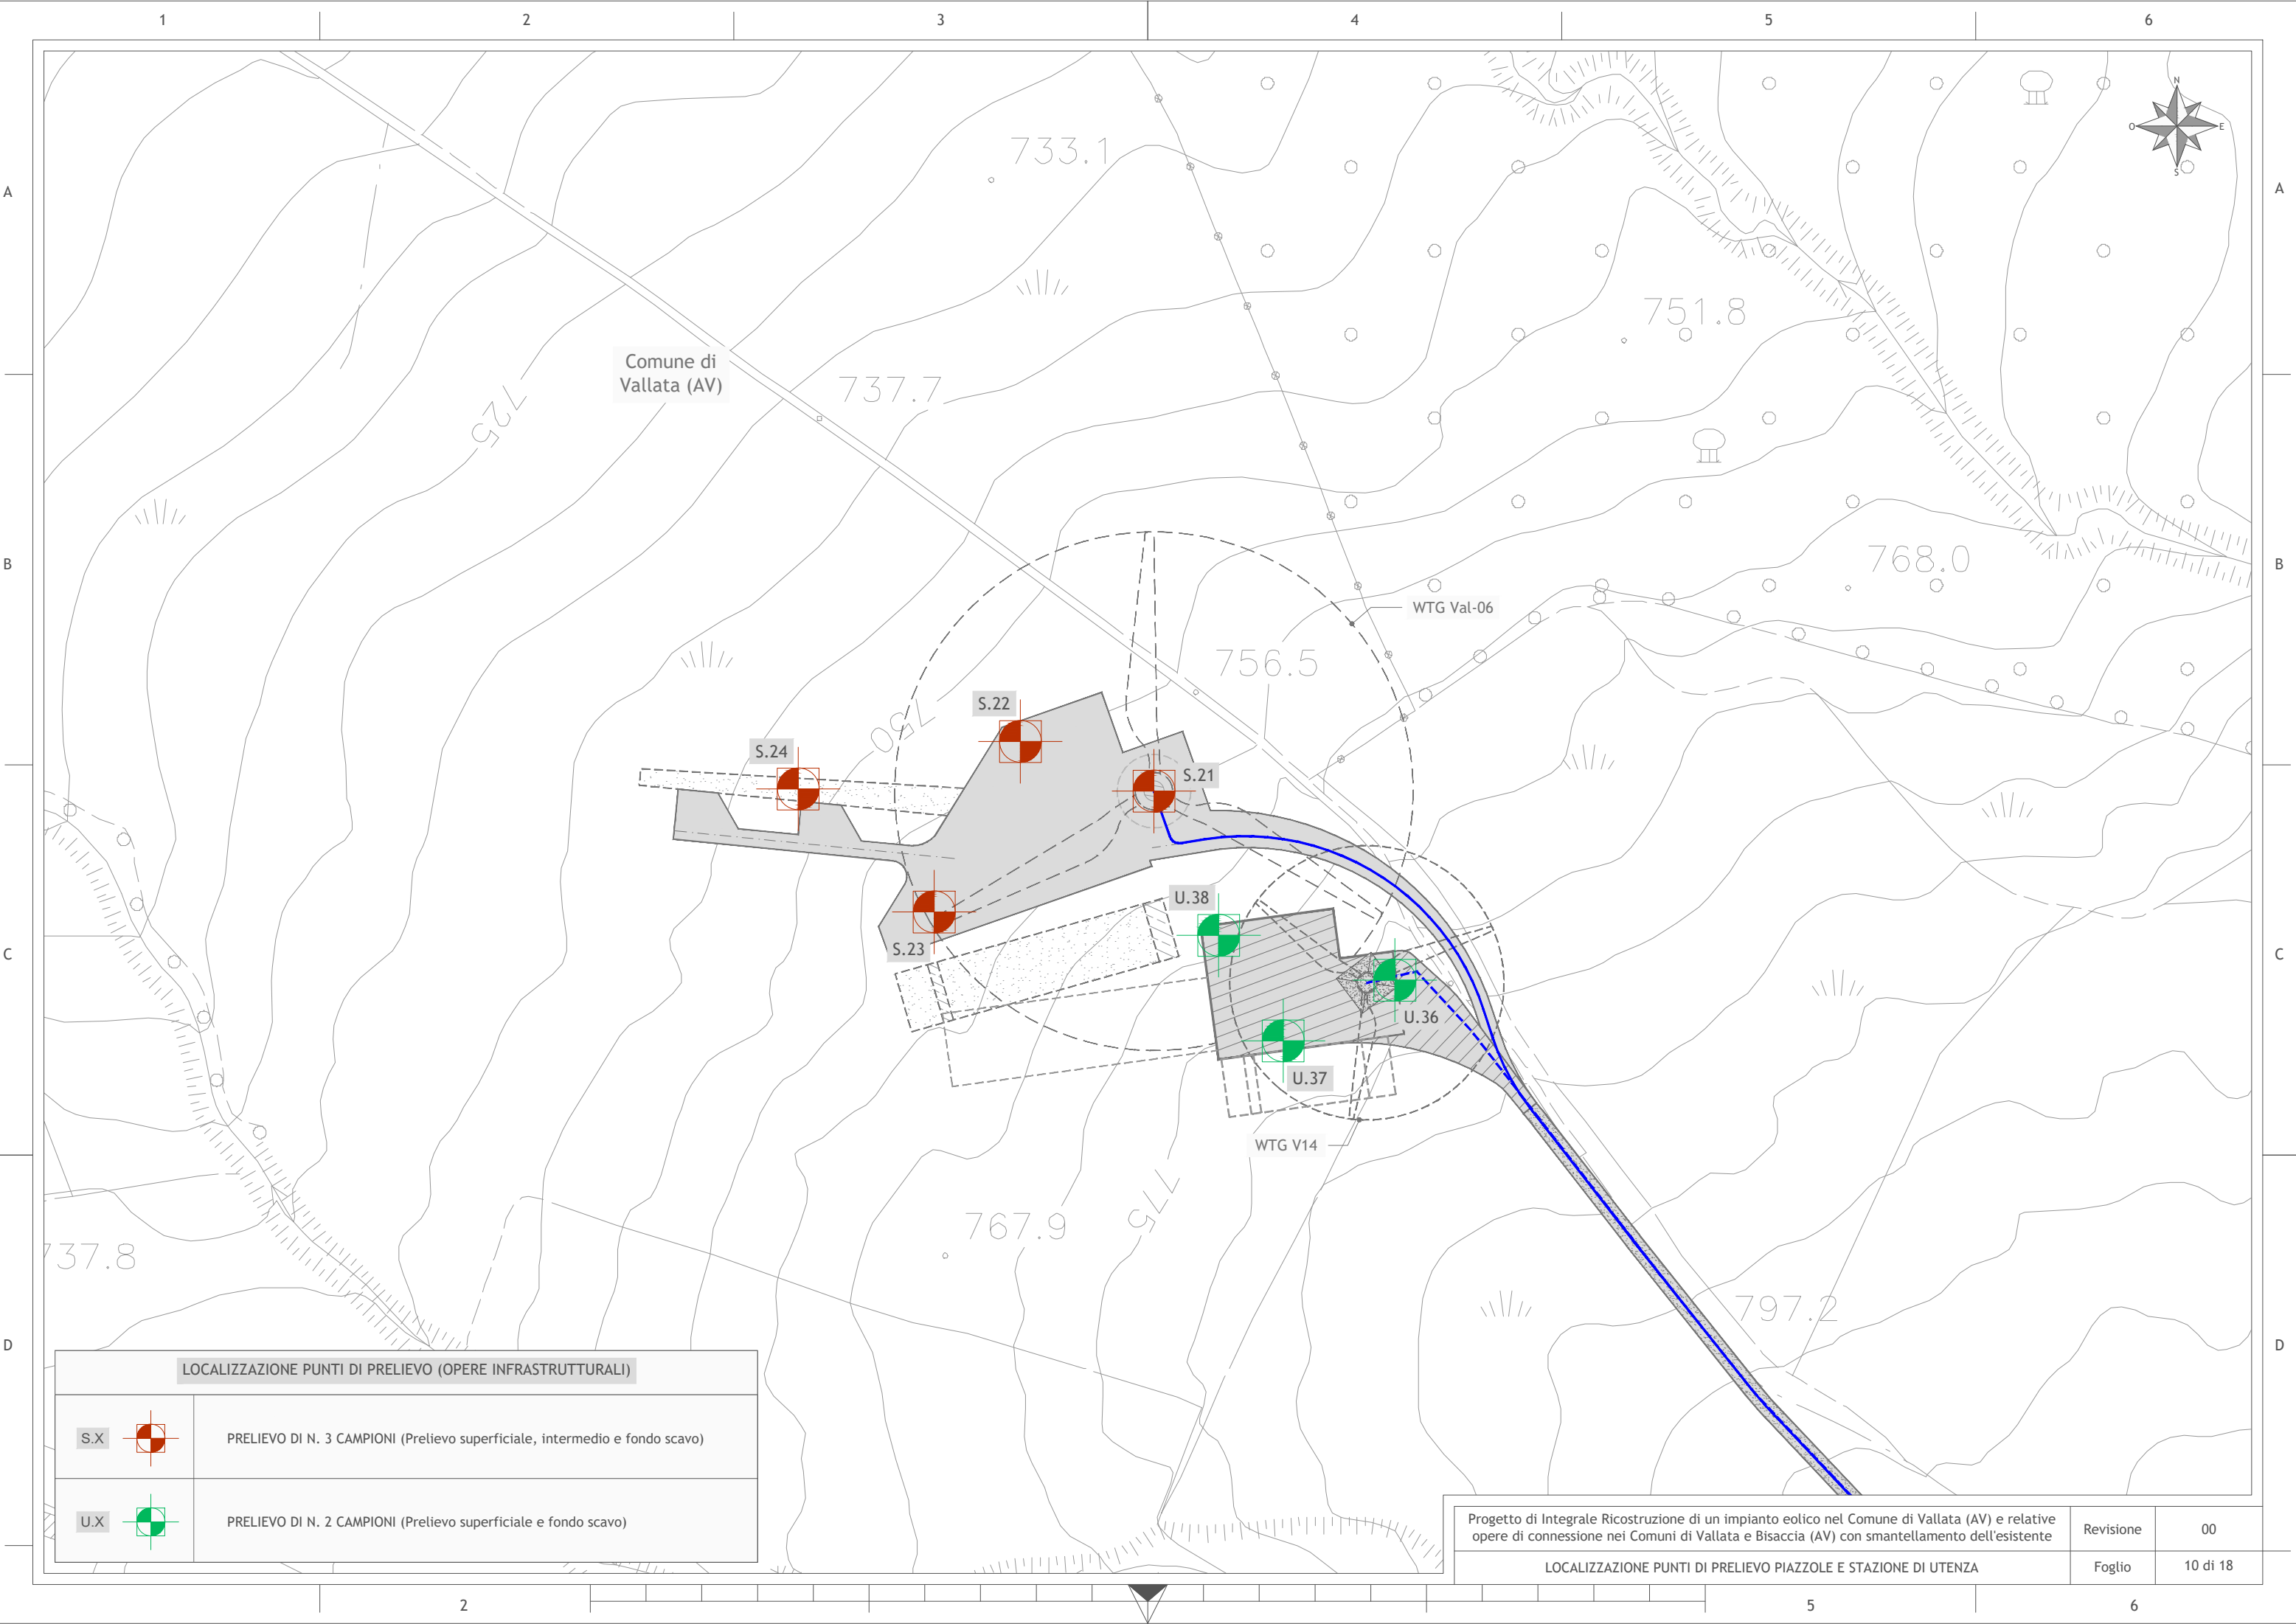 1
2
3
4
5
6
A
A
N
O
E
S
733.1
751.8
Comune di
Vallata (AV)
737.7
725
B
B
768.0
WTG Val-06
756.5
S.22
750
S.24
S.21
U.38
S.23
C
C
U.36
U.37
WTG V14
775
767.9
737.8
797.2
D
D
LOCALIZZAZIONE PUNTI DI PRELIEVO (OPERE INFRASTRUTTURALI)
S.X
PRELIEVO DI N. 3 CAMPIONI (Prelievo superficiale, intermedio e fondo scavo)
U.X
PRELIEVO DI N. 2 CAMPIONI (Prelievo superficiale e fondo scavo)
Progetto di Integrale Ricostruzione di un impianto eolico nel Comune di Vallata (AV) e relative
opere di connessione nei Comuni di Vallata e Bisaccia (AV) con smantellamento dell'esistente
Revisione
00
LOCALIZZAZIONE PUNTI DI PRELIEVO PIAZZOLE E STAZIONE DI UTENZA
Foglio
10 di 18
2
5
6